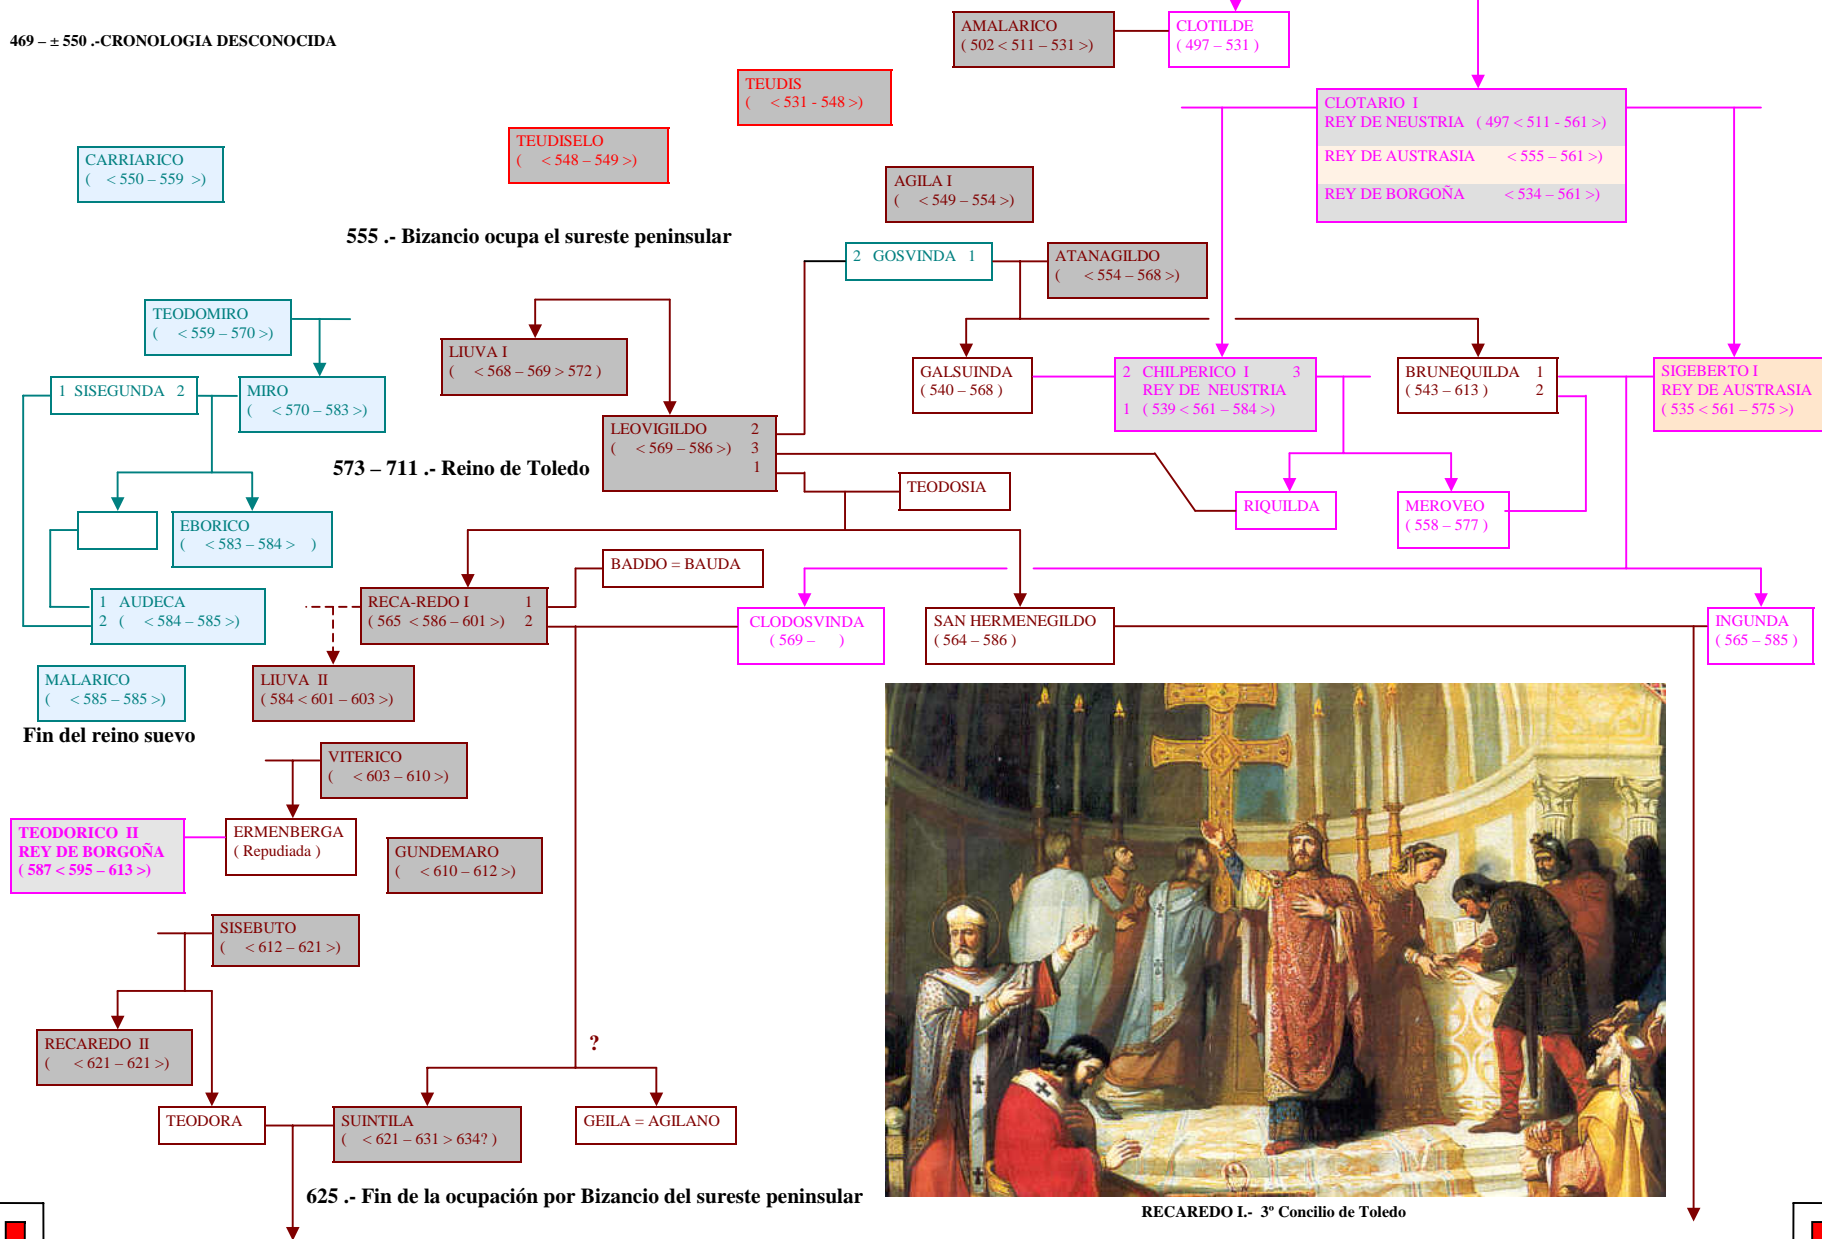 AMALARICO
( 502 < 511 – 531 >)
CLOTILDE
( 497 – 531 )
469 – ± 550 .-CRONOLOGIA DESCONOCIDA
TEUDIS
( < 531 - 548 >)
CLOTARIO I
REY DE NEUSTRIA ( 497 < 511 - 561 >)
REY DE AUSTRASIA < 555 – 561 >)
REY DE BORGOÑA < 534 – 561 >)
TEUDISELO
( < 548 – 549 >)
CARRIARICO
( < 550 – 559 >)
AGILA I
( < 549 – 554 >)
555 .- Bizancio ocupa el sureste peninsular
2 GOSVINDA 1
ATANAGILDO
( < 554 – 568 >)
TEODOMIRO
( < 559 – 570 >)
LIUVA I
( < 568 – 569 > 572 )
GALSUINDA
( 540 – 568 )
2 CHILPERICO I 3
REY DE NEUSTRIA
1 ( 539 < 561 – 584 >)
BRUNEQUILDA 1
( 543 – 613 ) 2
SIGEBERTO I
REY DE AUSTRASIA
( 535 < 561 – 575 >)
1 SISEGUNDA 2
MIRO
( < 570 – 583 >)
LEOVIGILDO 2
( < 569 – 586 >) 3
1
573 – 711 .- Reino de Toledo
TEODOSIA
RIQUILDA
MEROVEO
( 558 – 577 )
EBORICO
( < 583 – 584 > )
BADDO = BAUDA
1 AUDECA
2 ( < 584 – 585 >)
RECA-REDO I 1
( 565 < 586 – 601 >) 2
CLODOSVINDA
( 569 – )
SAN HERMENEGILDO
( 564 – 586 )
INGUNDA
( 565 – 585 )
MALARICO
( < 585 – 585 >)
LIUVA II
( 584 < 601 – 603 >)
Fin del reino suevo
VITERICO
( < 603 – 610 >)
TEODORICO II
REY DE BORGOÑA
( 587 < 595 – 613 >)
ERMENBERGA
( Repudiada )
GUNDEMARO
( < 610 – 612 >)
SISEBUTO
( < 612 – 621 >)
RECAREDO II
( < 621 – 621 >)
?
TEODORA
SUINTILA
( < 621 – 631 > 634? )
GEILA = AGILANO
625 .- Fin de la ocupación por Bizancio del sureste peninsular
RECAREDO I.- 3º Concilio de Toledo